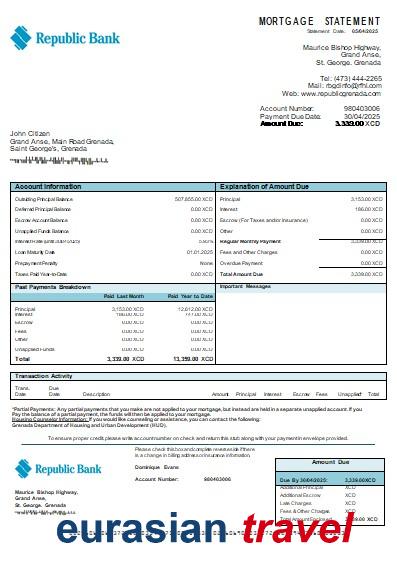 Republic Bank
MORTGAGE STATEMENT
Statement Date: 05/04/2025
Maurice Bishop Highway,
Grand Anse,
St. George. Grenada
Tel: (473) 444-2265
Mail: rbgdinfo@rfhl.com
Web: www.republicgrenada.com
Account Number: 980403006
Payment Due Date: 30/04/2025
Amount Due: 3,339.00 XCD
John Citizen
Grand Anse, Main Road Grenada,
Saint George's, Grenada
Account Information
Outstanding Principal Balance 507,855.00 XCD
Deferred Principal Balance 0.00 XCD
Escrow Account Balance 0.00 XCD
Unapplied Funds Balance 0.00 XCD
Interest Rate
Loan Maturity Date 01.01.2025
Prepayment Penalty None
Taxes Paid Year-to-Date 0.00 XCD
Explanation of Amount Due
Principal 3,153.00 XCD
Interest 186.00 XCD
Escrow (For Taxes and/or Insurance) 0.00 XCD
Other 0.00 XCD
Regular Monthly Payment 3,339.00 XCD
Fees and Other Charges 0.00 XCD
Overdue Payment 0.00 XCD
Total Amount Due 3,339.00 XCD
Past Payments Breakdown
Paid Last Month Paid Year to Date
Principal 3,153.00 XCD 12,612.00 XCD
Interest 186.00 XCD XCD
Escrow 0.00 XCD 0.00 XCD
Fees 0.00 XCD 0.00 XCD
Other 0.00 XCD 0.00 XCD
Unapplied Funds 0.00 XCD 0.00 XCD
Total 3,339.00 XCD 13,359.00 XCD
Important Messages
Transaction Activity
Trans. Date Due Date Description Amount Principal Interest Escrow Fees Unapplied Total
*Partial Payments: Any partial payments that you make are not applied to your mortgage, but instead are held in a separate unapplied account. If you
Pay the balance of a partial payment, the funds will then be applied to your mortgage.
Housing Counselor Information: If you would like counseling or assistance, you can contact the following:
Grenada Department of Housing and Urban Development (HUD).
To ensure proper credit, please write account number on check and return this stub along with your payment in envelope provided.
Republic Bank
Please check this box and complete reverse side if there
is a change in billing address or insurance information.
Dominique Evans
Account Number: 980403006
Maurice Bishop Highway,
Grand Anse,
St. George. Grenada
Amount Due
Due By 30/04/2025: 3,339.00XCD
Additional Principal XCD
Additional Escrow XCD
Late Charges XCD
Fees & Other Charges XCD
Total Amount Enclosed XCD
eurasian travel